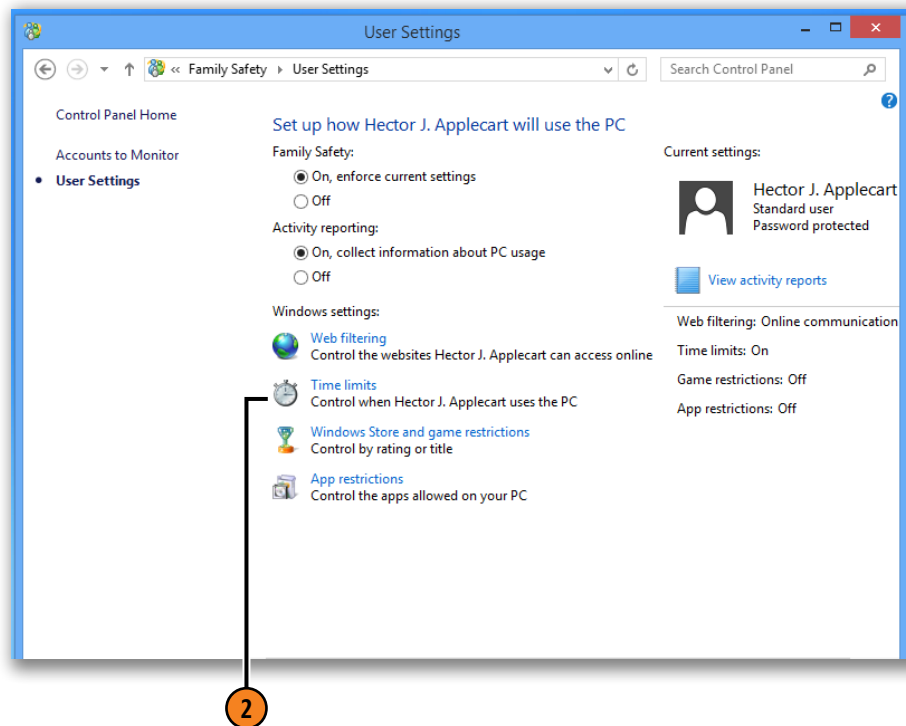 User Settings
« Family Safety ▸ User Settings
Search Control Panel
Control Panel Home
Accounts to Monitor
• User Settings
Set up how Hector J. Applecart will use the PC
Family Safety:
On, enforce current settings
Off
Activity reporting:
On, collect information about PC usage
Off
Windows settings:
Web filtering
Control the websites Hector J. Applecart can access online
Time limits
Control when Hector J. Applecart uses the PC
Windows Store and game restrictions
Control by rating or title
App restrictions
Control the apps allowed on your PC
Current settings:
Hector J. Applecart
Standard user
Password protected
View activity reports
Web filtering: Online communication
Time limits: On
Game restrictions: Off
App restrictions: Off
2